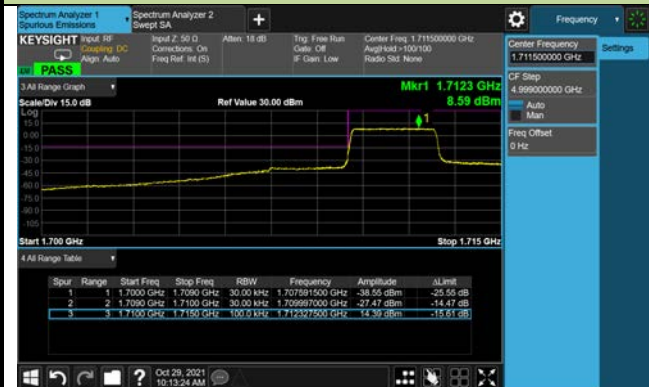 Spectrum Analyzer 1
Spurious Emissions
Spectrum Analyzer 2
Swept SA
+
Frequency
KEYSIGHT Input: RF
Coupling: DC
Align: Auto
Input Z: 50 Ω
Corrections: On
Freq Ref: Int (S)
Atten: 18 dB
Trig: Free Run
Gate: Off
IF Gain: Low
Center Freq: 1.711500000 GHz
Avg|Hold:>100/100
Radio Std: None
PASS
Center Frequency
1.711500000 GHz
Settings
CF Step
4.999000000 GHz
Auto
Man
Freq Offset
0 Hz
3 All Range Graph
Mkr1 1.7123 GHz
8.59 dBm
Scale/Div 15.0 dB
Ref Value 30.00 dBm
Log
15.0
0.00
-15.0
-30.0
-45.0
-60.0
-75.0
-90.0
-105
1
Start 1.700 GHz
Stop 1.715 GHz
4 All Range Table
Spur Range Start Freq Stop Freq RBW Frequency Amplitude ΔLimit
1 1 1.7000 GHz 1.7090 GHz 30.00 kHz 1.707591500 GHz -38.55 dBm -25.55 dB
2 2 1.7090 GHz 1.7100 GHz 30.00 kHz 1.709997000 GHz -27.47 dBm -14.47 dB
3 3 1.7100 GHz 1.7150 GHz 100.0 kHz 1.712327500 GHz 14.39 dBm -15.61 dB
?
Oct 29, 2021
10:13:24 AM